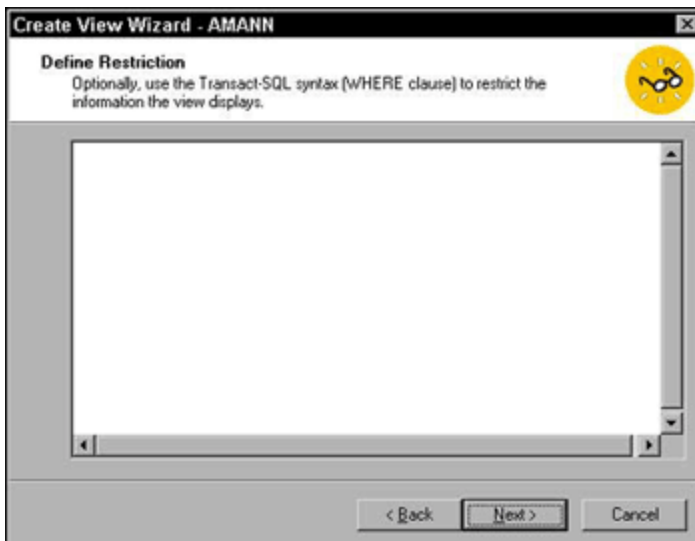 Create View Wizard - AMANN
Define Restriction
Optionally, use the Transact-SQL syntax (WHERE clause) to restrict the
information the view displays.
< Back
Next >
Cancel